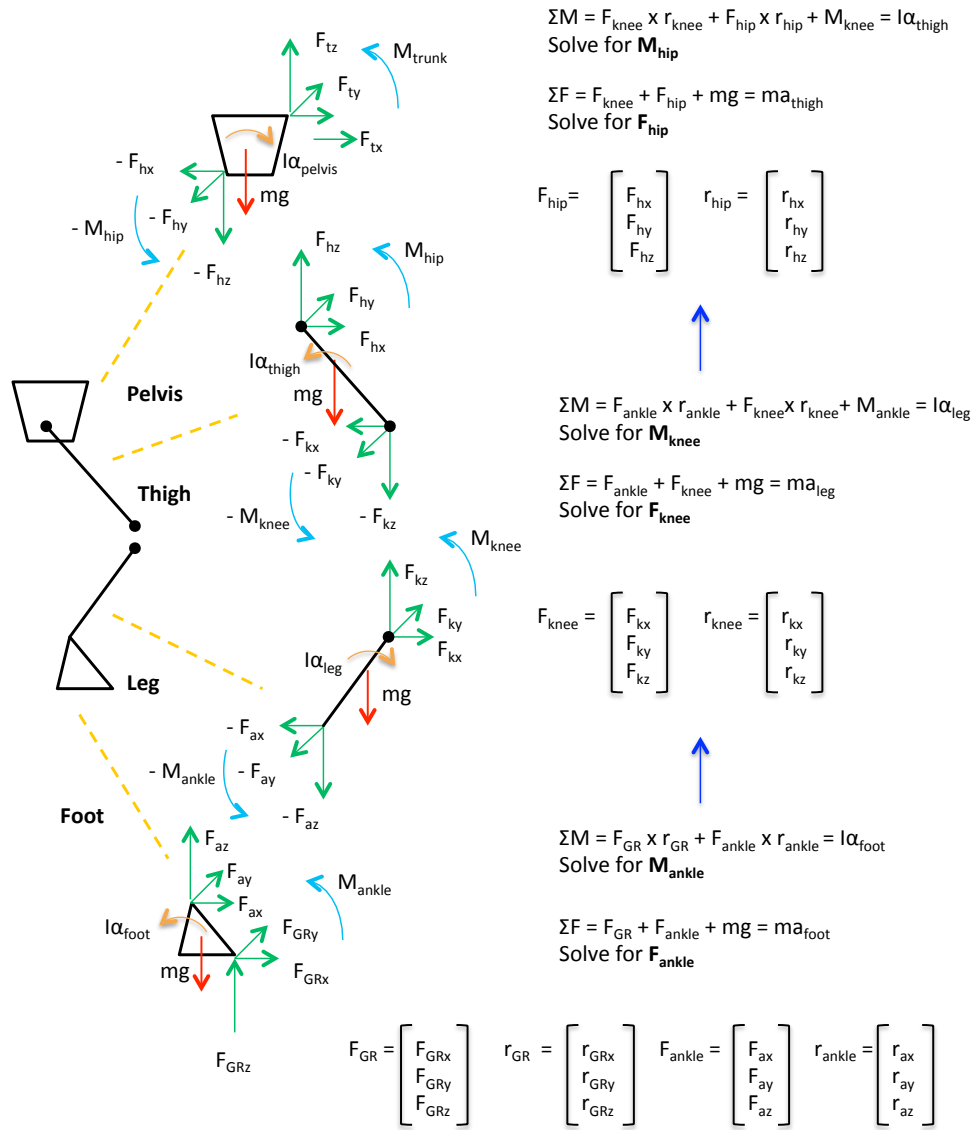 ΣM = F_knee x r_knee + F_hip x r_hip + M_knee = Iα_thigh
Solve for M_hip
ΣF = F_knee + F_hip + mg = ma_thigh
Solve for F_hip
F_hip= [F_hx F_hy F_hz] r_hip = [r_hx r_hy r_hz]
F_tz
M_trunk
F_ty
F_tx
Iα_pelvis
- F_hx
mg
- F_hy
- M_hip
- F_hz
F_hz
M_hip
F_hy
F_hx
Iα_thigh
mg
Pelvis
- F_kx
- F_ky
Thigh
- M_knee
- F_kz
M_knee
ΣM = F_ankle x r_ankle + F_knee x r_knee + M_ankle = Iα_leg
Solve for M_knee
ΣF = F_ankle + F_knee + mg = ma_leg
Solve for F_knee
F_knee = [F_kx F_ky F_kz] r_knee = [r_kx r_ky r_kz]
F_kz
F_ky
F_kx
Iα_leg
mg
Leg
- F_ax
- M_ankle
- F_ay
- F_az
Foot
F_az
F_ay
M_ankle
F_ax
Iα_foot
F_GRy
mg
F_GRx
F_GRz
ΣM = F_GR x r_GR + F_ankle x r_ankle = Iα_foot
Solve for M_ankle
ΣF = F_GR + F_ankle + mg = ma_foot
Solve for F_ankle
F_GR = [F_GRx F_GRy F_GRz] r_GR = [r_GRx r_GRy r_GRz] F_ankle = [F_ax F_ay F_az] r_ankle = [r_ax r_ay r_az]